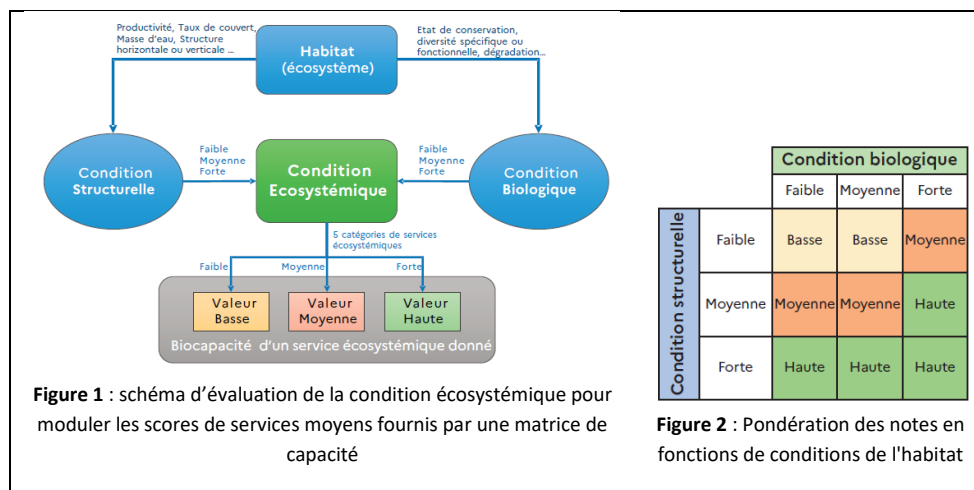 Productivité, Taux de couvert,
Masse d'eau, Structure
horizontale ou verticale ...
Habitat
(écosystème)
Etat de conservation,
diversité spécifique ou
fonctionnelle, dégradation...
Condition
Structurelle
Faible
Moyenne
Forte
Condition
Ecosystémique
Faible
Moyenne
Forte
Condition
Biologique
5 catégories de services
écosystémiques
Faible
Moyenne
Forte
Valeur
Basse
Valeur
Moyenne
Valeur
Haute
Biocapacité d'un service écosystémique donné
Figure 1 : schéma d'évaluation de la condition écosystémique pour
moduler les scores de services moyens fournis par une matrice de
capacité
Condition biologique
Faible Moyenne Forte
Condition structurelle
Faible Basse Basse Moyenne
Moyenne Moyenne Moyenne Haute
Forte Haute Haute Haute
Figure 2 : Pondération des notes en
fonctions de conditions de l'habitat